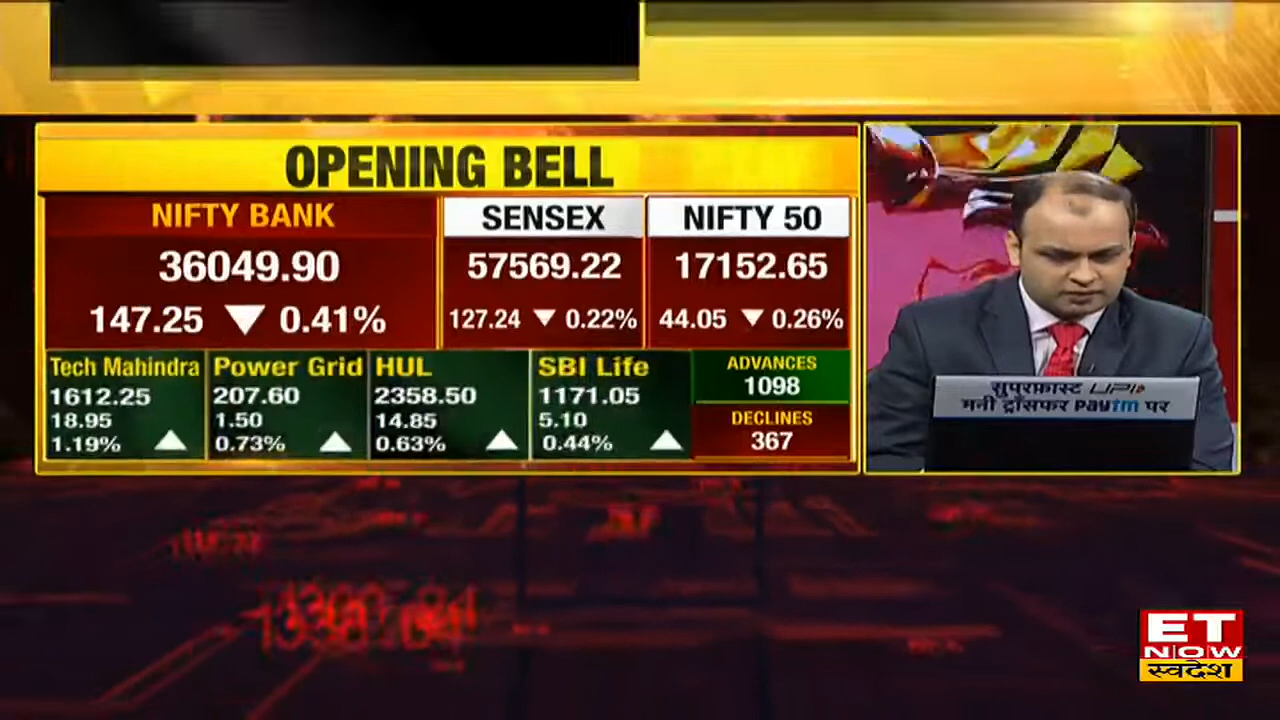 OPENING BELL
NIFTY BANK
36049.90
147.25 ▼ 0.41%
SENSEX
57569.22
127.24 ▼ 0.22%
NIFTY 50
17152.65
44.05 ▼ 0.26%
Tech Mahindra
1612.25
18.95
1.19% ▲
Power Grid
207.60
1.50
0.73% ▲
HUL
2358.50
14.85
0.63% ▲
SBI Life
1171.05
5.10
0.44% ▲
ADVANCES
1098
DECLINES
367
सुपरफ़ास्ट UPI
मनी ट्राँसफर paytm पर
ET
NOW
स्वदेश